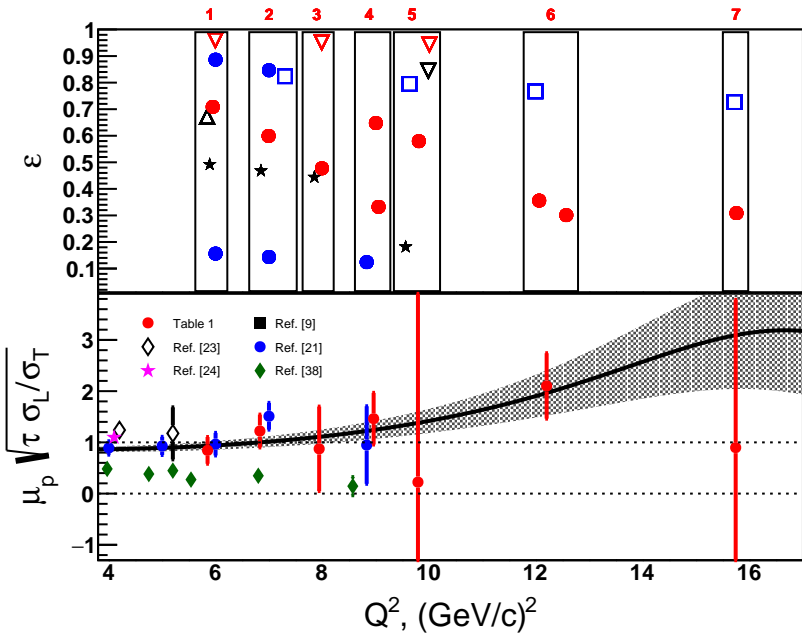 1 2 3 4 5 6 7
ε
0.9
0.8
0.7
0.6
0.5
0.4
0.3
0.2
0.1
μp √τ σL/σT
3
2
1
0
−1
Table 1 Ref. [9]
Ref. [23] Ref. [21]
Ref. [24] Ref. [38]
4 6 8 10 12 14 16
Q², (GeV/c)²